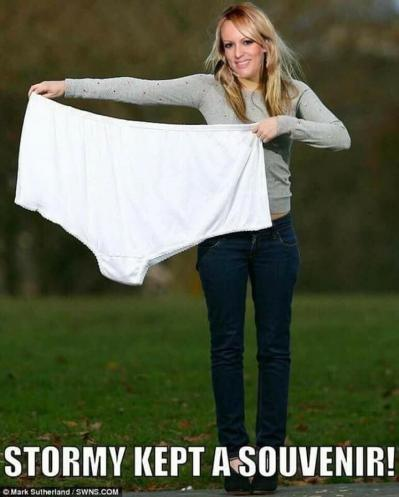 STORMY KEPT A SOUVENIR!
© Mark Sutherland / SWNS.COM